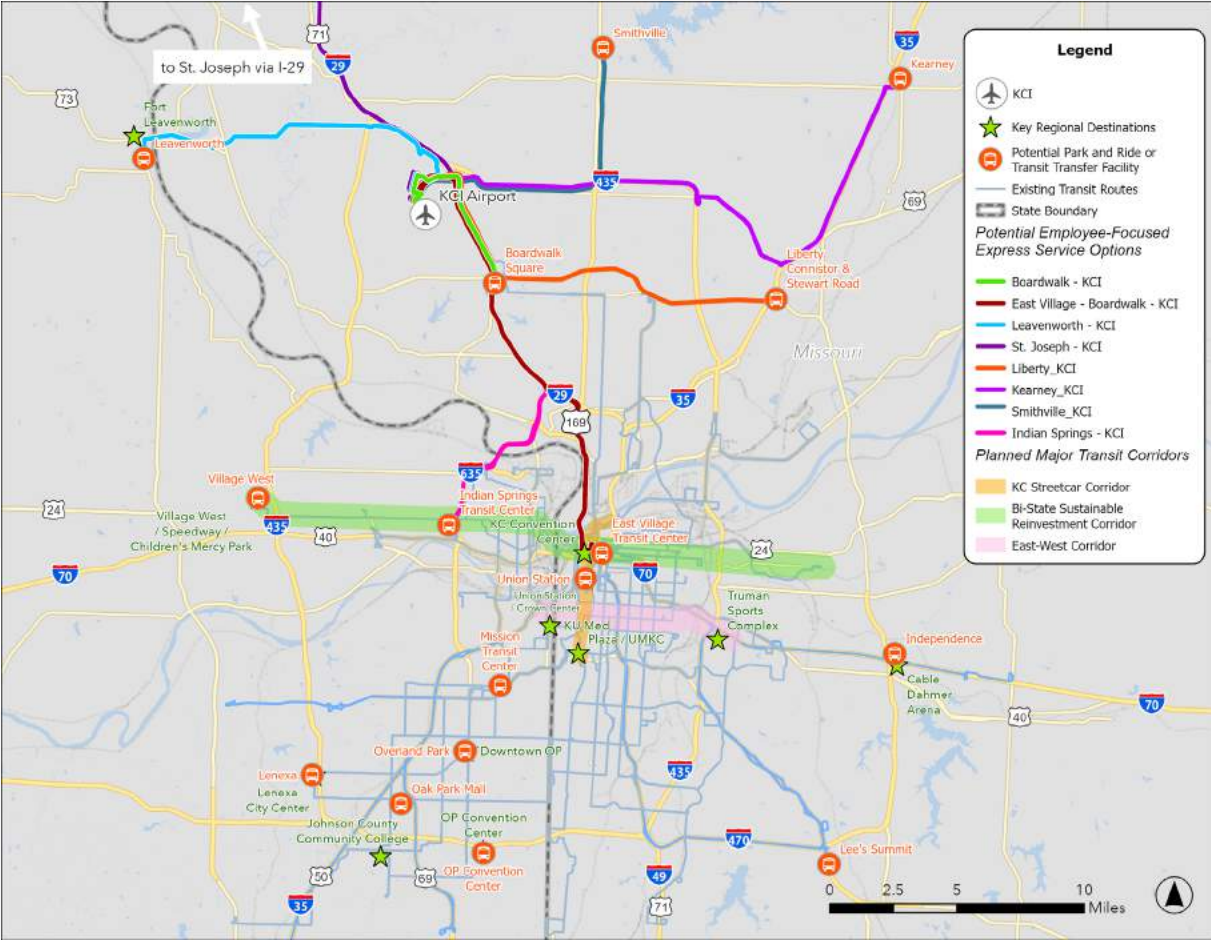 71
to St. Joseph via I-29
29
Smithville
35
Kearney
73
Fort
Leavenworth
Leavenworth
435
KCI Airport
69
Boardwalk
Square
Liberty
Connistor &
Stewart Road
Missouri
29
35
169
635
Village West
24
Village West
/ Speedway /
Children's Mercy Park
435
40
Indian Springs
Transit Center
KC Convention
Center
East Village
Transit Center
24
70
Union Station
70
Union Station
/ Crown Center
KU Med
Plaza / UMKC
Truman
Sports
Complex
Mission
Transit
Center
Independence
Cable
Dahmer
Arena
70
40
Overland Park
Downtown OP
435
Lenexa
Lenexa
City Center
Oak Park Mall
Johnson County
Community College
OP Convention
Center
OP Convention
Center
470
Lee's Summit
50
69
35
49
71
0
2.5
5
10
Miles
Legend
KCI
Key Regional Destinations
Potential Park and Ride or
Transit Transfer Facility
Existing Transit Routes
State Boundary
Potential Employee-Focused
Express Service Options
Boardwalk - KCI
East Village - Boardwalk - KCI
Leavenworth - KCI
St. Joseph - KCI
Liberty_KCI
Kearney_KCI
Smithville_KCI
Indian Springs - KCI
Planned Major Transit Corridors
KC Streetcar Corridor
Bi-State Sustainable
Reinvestment Corridor
East-West Corridor